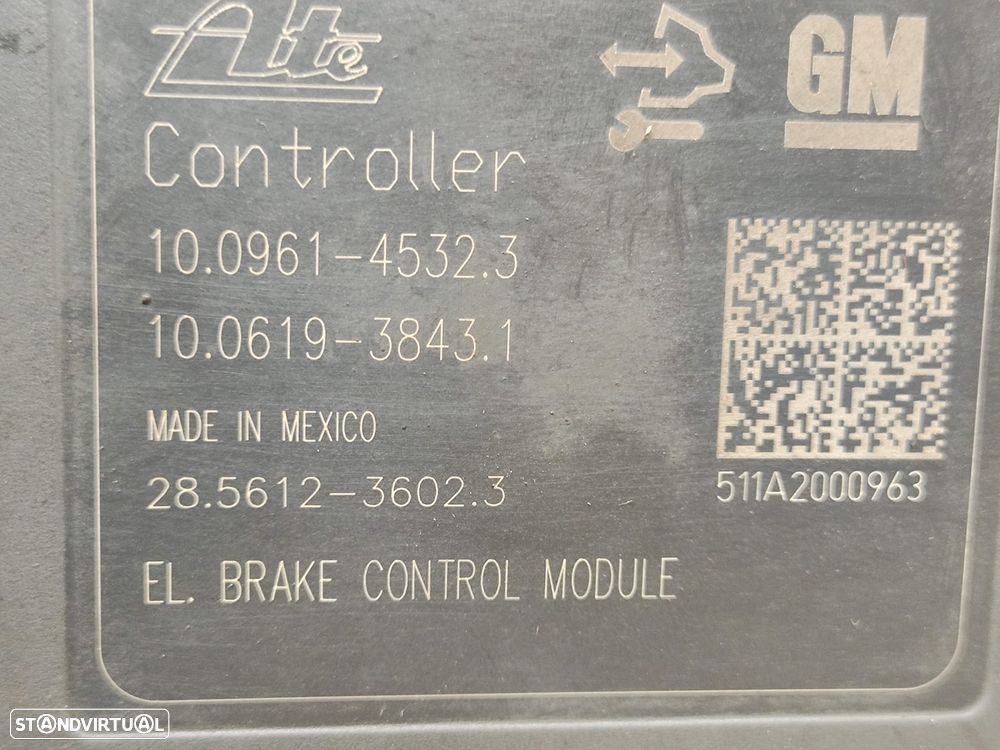 Ate
GM
Controller
10.0961-4532.3
10.0619-3843.1
MADE IN MEXICO
28.5612-3602.3
511A2000963
EL. BRAKE CONTROL MODULE
STANDVIRTUAL